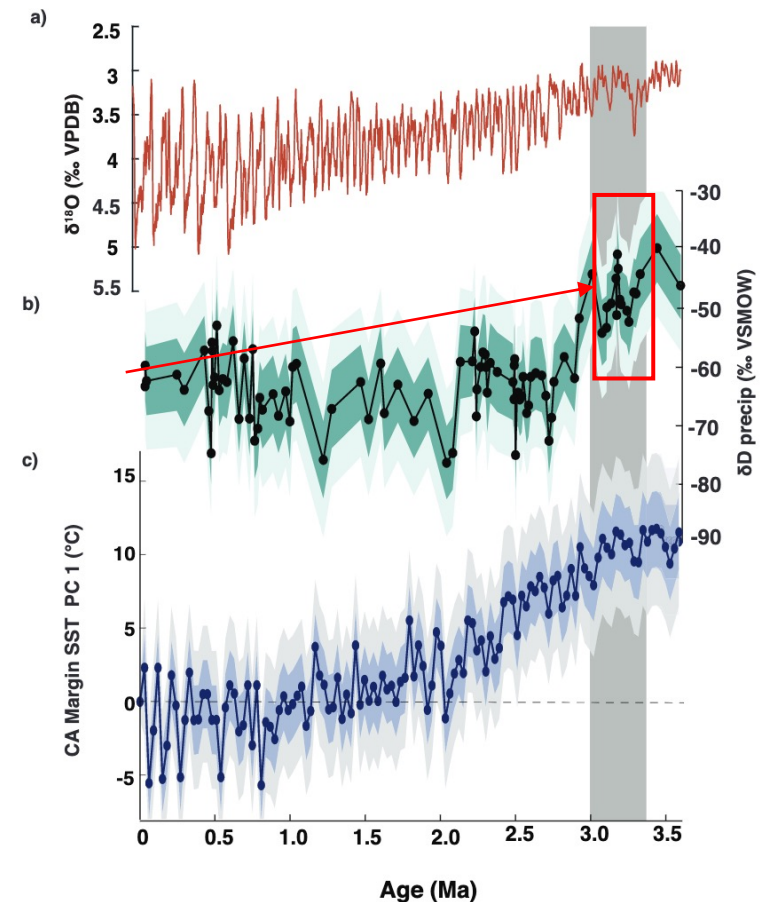 a)
2.5
3
3.5
4
4.5
5
5.5
δ¹⁸O (‰ VPDB)
b)
-30
-40
-50
-60
-70
-80
-90
δD precip (‰ VSMOW)
c)
15
10
5
0
-5
CA Margin SST PC 1 (°C)
0 0.5 1.0 1.5 2.0 2.5 3.0 3.5
Age (Ma)